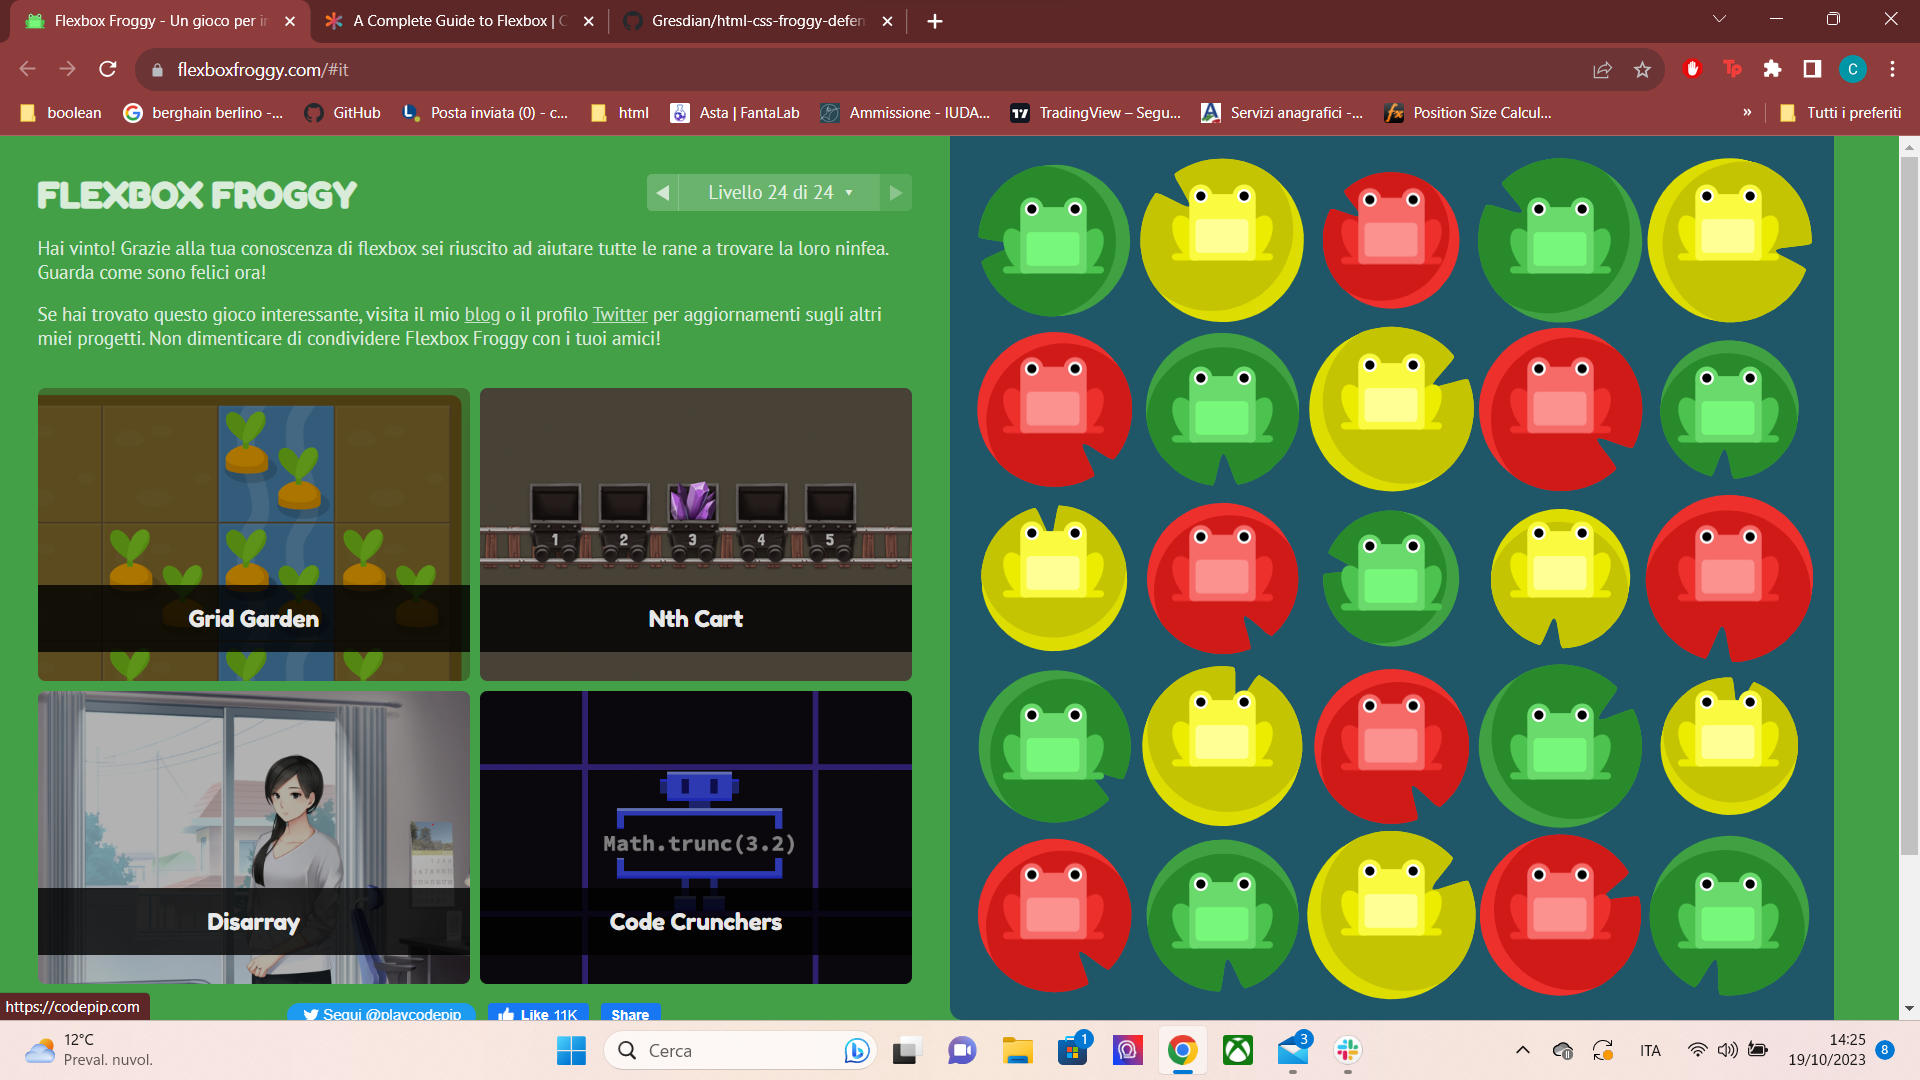 Flexbox Froggy - Un gioco per i
A Complete Guide to Flexbox | C
Gresdian/html-css-froggy-defen
flexboxfroggy.com/#it
C
boolean
berghain berlino -...
GitHub
Posta inviata (0) - c...
html
Asta | FantaLab
Ammissione - IUDA...
TradingView – Segu...
Servizi anagrafici -...
Position Size Calcul...
»
Tutti i preferiti
FLEXBOX FROGGY
Livello 24 di 24
Hai vinto! Grazie alla tua conoscenza di flexbox sei riuscito ad aiutare tutte le rane a trovare la loro ninfea.
Guarda come sono felici ora!
Se hai trovato questo gioco interessante, visita il mio blog o il profilo Twitter per aggiornamenti sugli altri
miei progetti. Non dimenticare di condividere Flexbox Froggy con i tuoi amici!
Grid Garden
1 2 3 4 5
Nth Cart
Disarray
Math.trunc(3.2)
Code Crunchers
https://codepip.com
Segui @playcodepip
Like 11K
Share
12°C
Preval. nuvol.
Cerca
1
3
ITA
14:25
19/10/2023
8